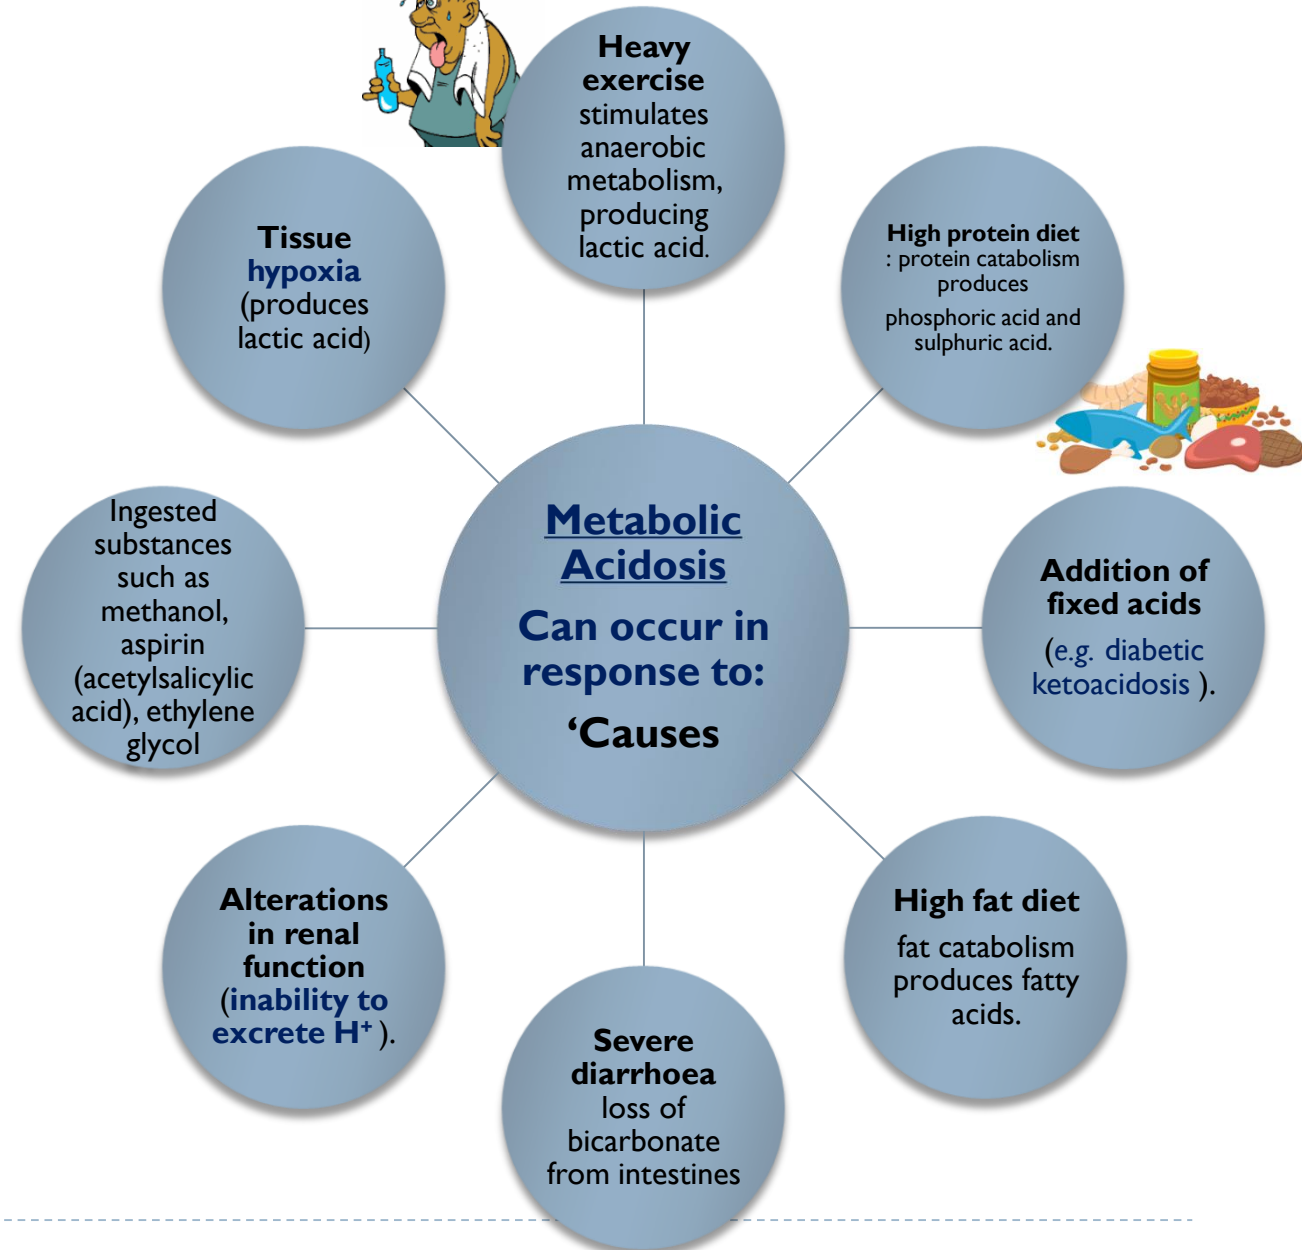 Heavy
exercise
stimulates
anaerobic
metabolism,
producing
lactic acid.
High protein diet
: protein catabolism
produces
phosphoric acid and
sulphuric acid.
Addition of
fixed acids
(e.g. diabetic
ketoacidosis ).
High fat diet
fat catabolism
produces fatty
acids.
Severe
diarrhoea
loss of
bicarbonate
from intestines
Alterations
in renal
function
(inability to
excrete H⁺ ).
Ingested
substances
such as
methanol,
aspirin
(acetylsalicylic
acid), ethylene
glycol
Tissue
hypoxia
(produces
lactic acid)
Metabolic
Acidosis
Can occur in
response to:
‘Causes